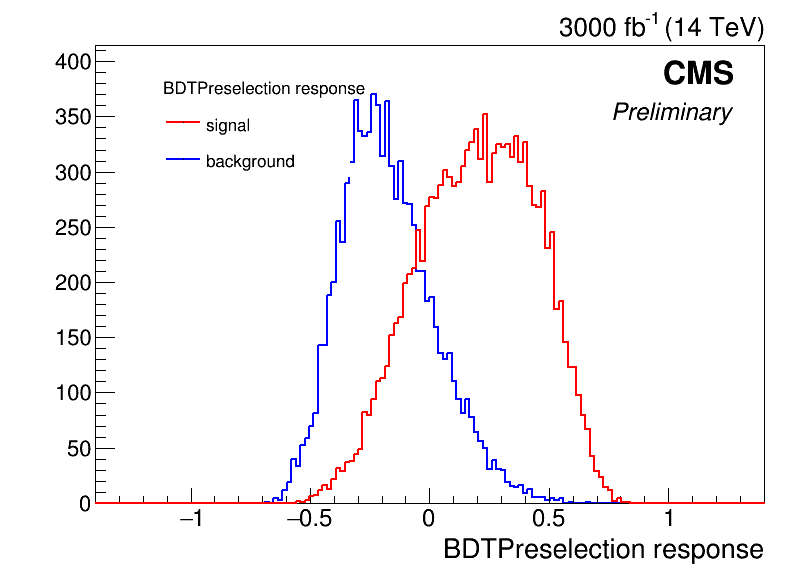 3000 fb⁻¹ (14 TeV)
CMS
Preliminary
BDTPreselection response
signal
background
400
350
300
250
200
150
100
50
0
−1
−0.5
0
0.5
1
BDTPreselection response